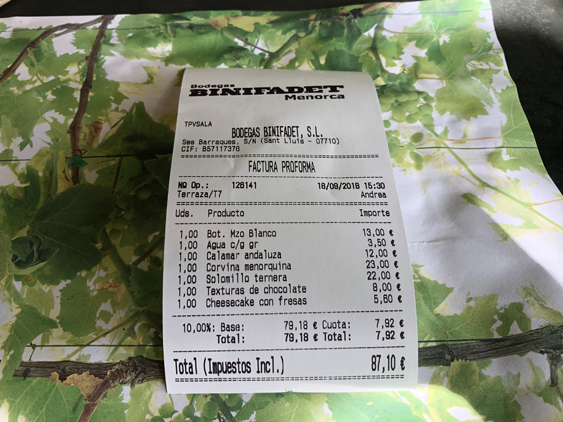 Bodegas
BINIFADET
Menorca
TPVSALA
BODEGAS BINIFADET, S.L.
Ses Barraques, S/N (Sant Lluis - 07710)
CIF: B57117378
FACTURA PROFORMA
Nº Op.: 128141 18/08/2018 15:30
Terraza/T7 Andrea
Uds. Producto Importe
1,00 Bot. Mzo Blanco 13,00 €
1,00 Agua c/g gr 3,50 €
1,00 Calamar andaluza 12,00 €
1,00 Corvina menorquina 23,00 €
1,00 Solomillo ternera 22,00 €
1,00 Texturas de chocolate 8,00 €
1,00 Cheesecake con fresas 5,60 €
10,00%: Base: 79,18 € Cuota: 7,92 €
Total: 79,18 € Total: 7,92 €
Total (Impuestos Incl.) 87,10 €